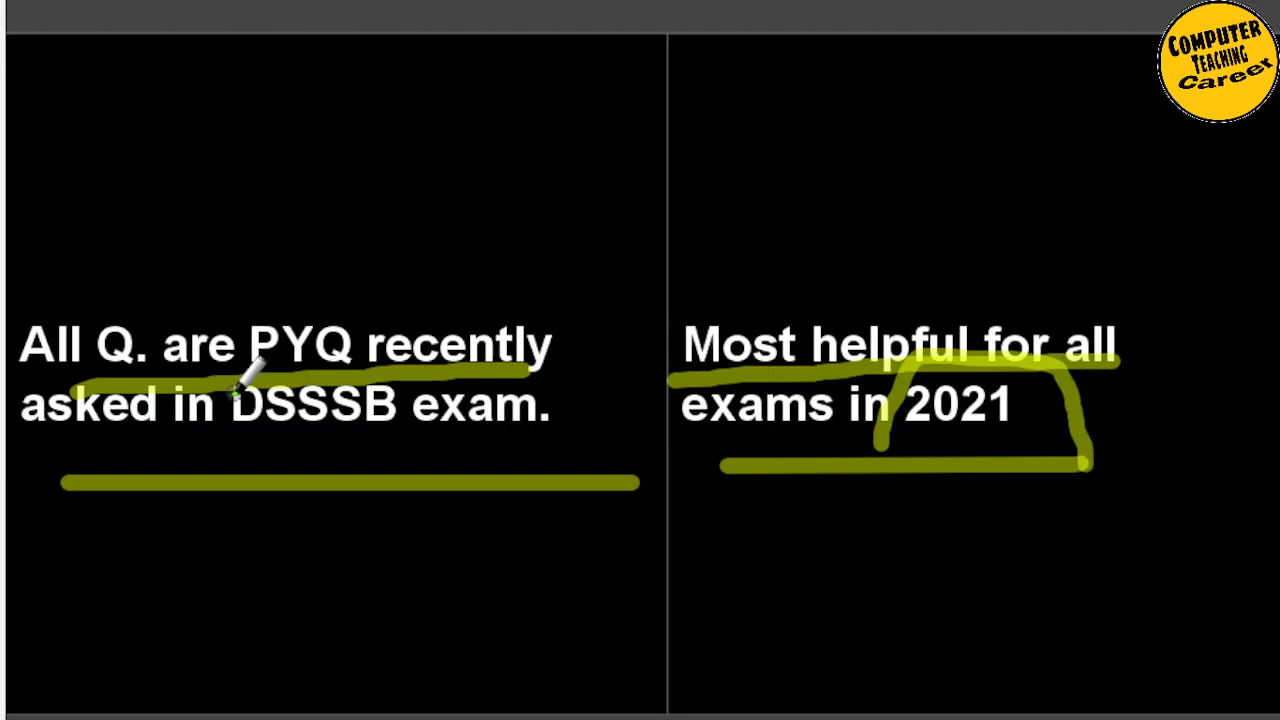 COMPUTER
TEACHING
Career
All Q. are PYQ recently
asked in DSSSB exam.
Most helpful for all
exams in 2021